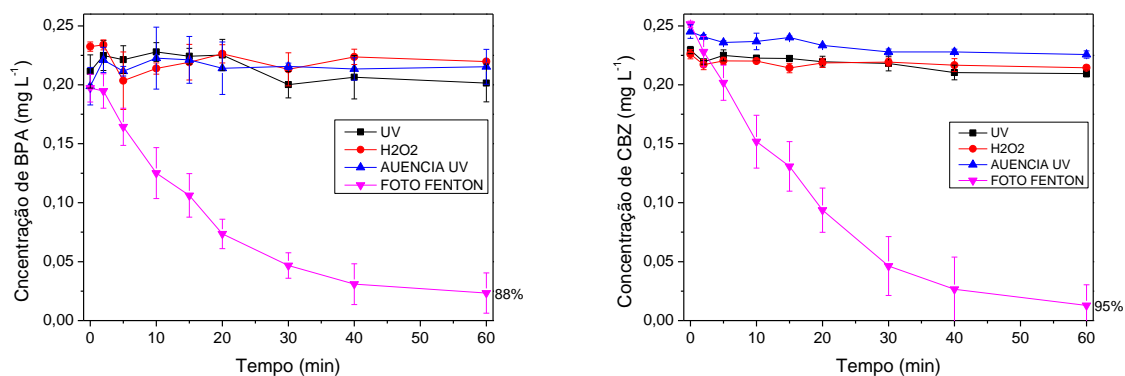 0,25
0,20
0,15
0,10
0,05
0,00
Cncentração de BPA (mg L-1)
UV
H2O2
AUENCIA UV
FOTO FENTON
88%
0 10 20 30 40 50 60
Tempo (min)
0,25
0,20
0,15
0,10
0,05
0,00
Concentração de CBZ (mg L-1)
UV
H2O2
AUENCIA UV
FOTO FENTON
95%
0 10 20 30 40 50 60
Tempo (min)